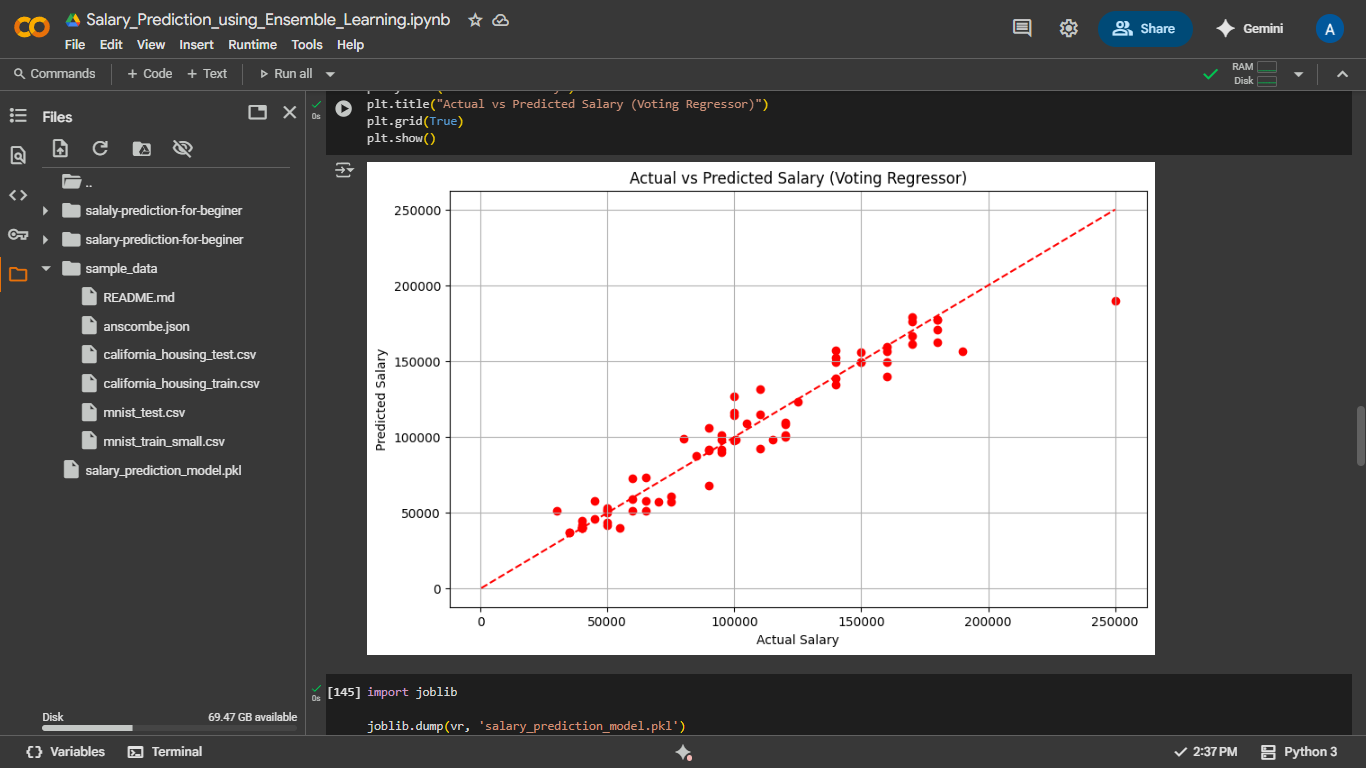 Salary_Prediction_using_Ensemble_Learning.ipynb
File Edit View Insert Runtime Tools Help
Share
Gemini
A
Commands + Code + Text Run all
RAM
Disk
Files
..
salaly-prediction-for-beginer
salary-prediction-for-beginer
sample_data
README.md
anscombe.json
california_housing_test.csv
california_housing_train.csv
mnist_test.csv
mnist_train_small.csv
salary_prediction_model.pkl
Disk 69.47 GB available
0s
plt.title("Actual vs Predicted Salary (Voting Regressor)")
plt.grid(True)
plt.show()
Actual vs Predicted Salary (Voting Regressor)
Predicted Salary
250000
200000
150000
100000
50000
0
0 50000 100000 150000 200000 250000
Actual Salary
0s
[145] import joblib
joblib.dump(vr, 'salary_prediction_model.pkl')
Variables Terminal
2:37 PM Python 3